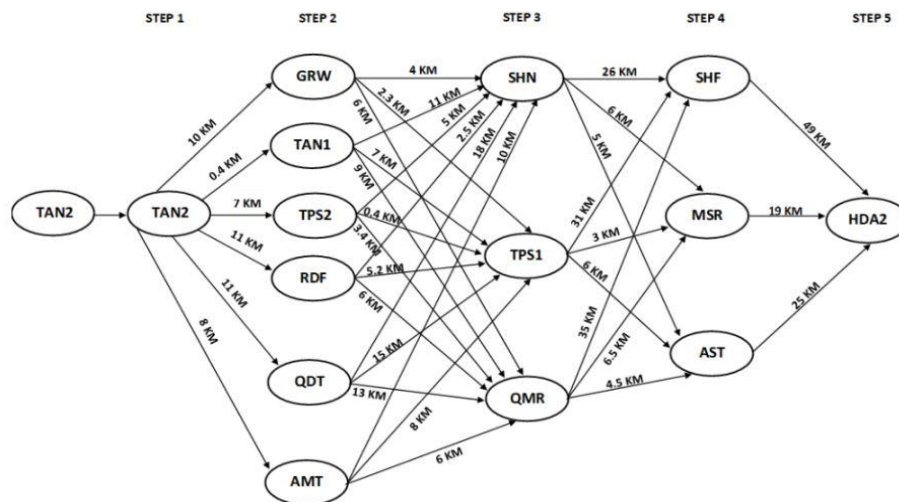 STEP 1 STEP 2 STEP 3 STEP 4 STEP 5
GRW
4 KM
SHN
26 KM
SHF
10 KM
6 KM
2.3 KM
11 KM
5 KM
6 KM
49 KM
0.4 KM
TAN1
7 KM
9 KM
2.5 KM
18 KM
10 KM
5 KM
TAN2
TAN2
7 KM
TPS2
0.4 KM
3.4 KM
31 KM
MSR
19 KM
HDA2
11 KM
RDF
5.2 KM
TPS1
3 KM
6 KM
6 KM
11 KM
8 KM
15 KM
35 KM
6.5 KM
AST
25 KM
QDT
13 KM
8 KM
QMR
4.5 KM
6 KM
AMT